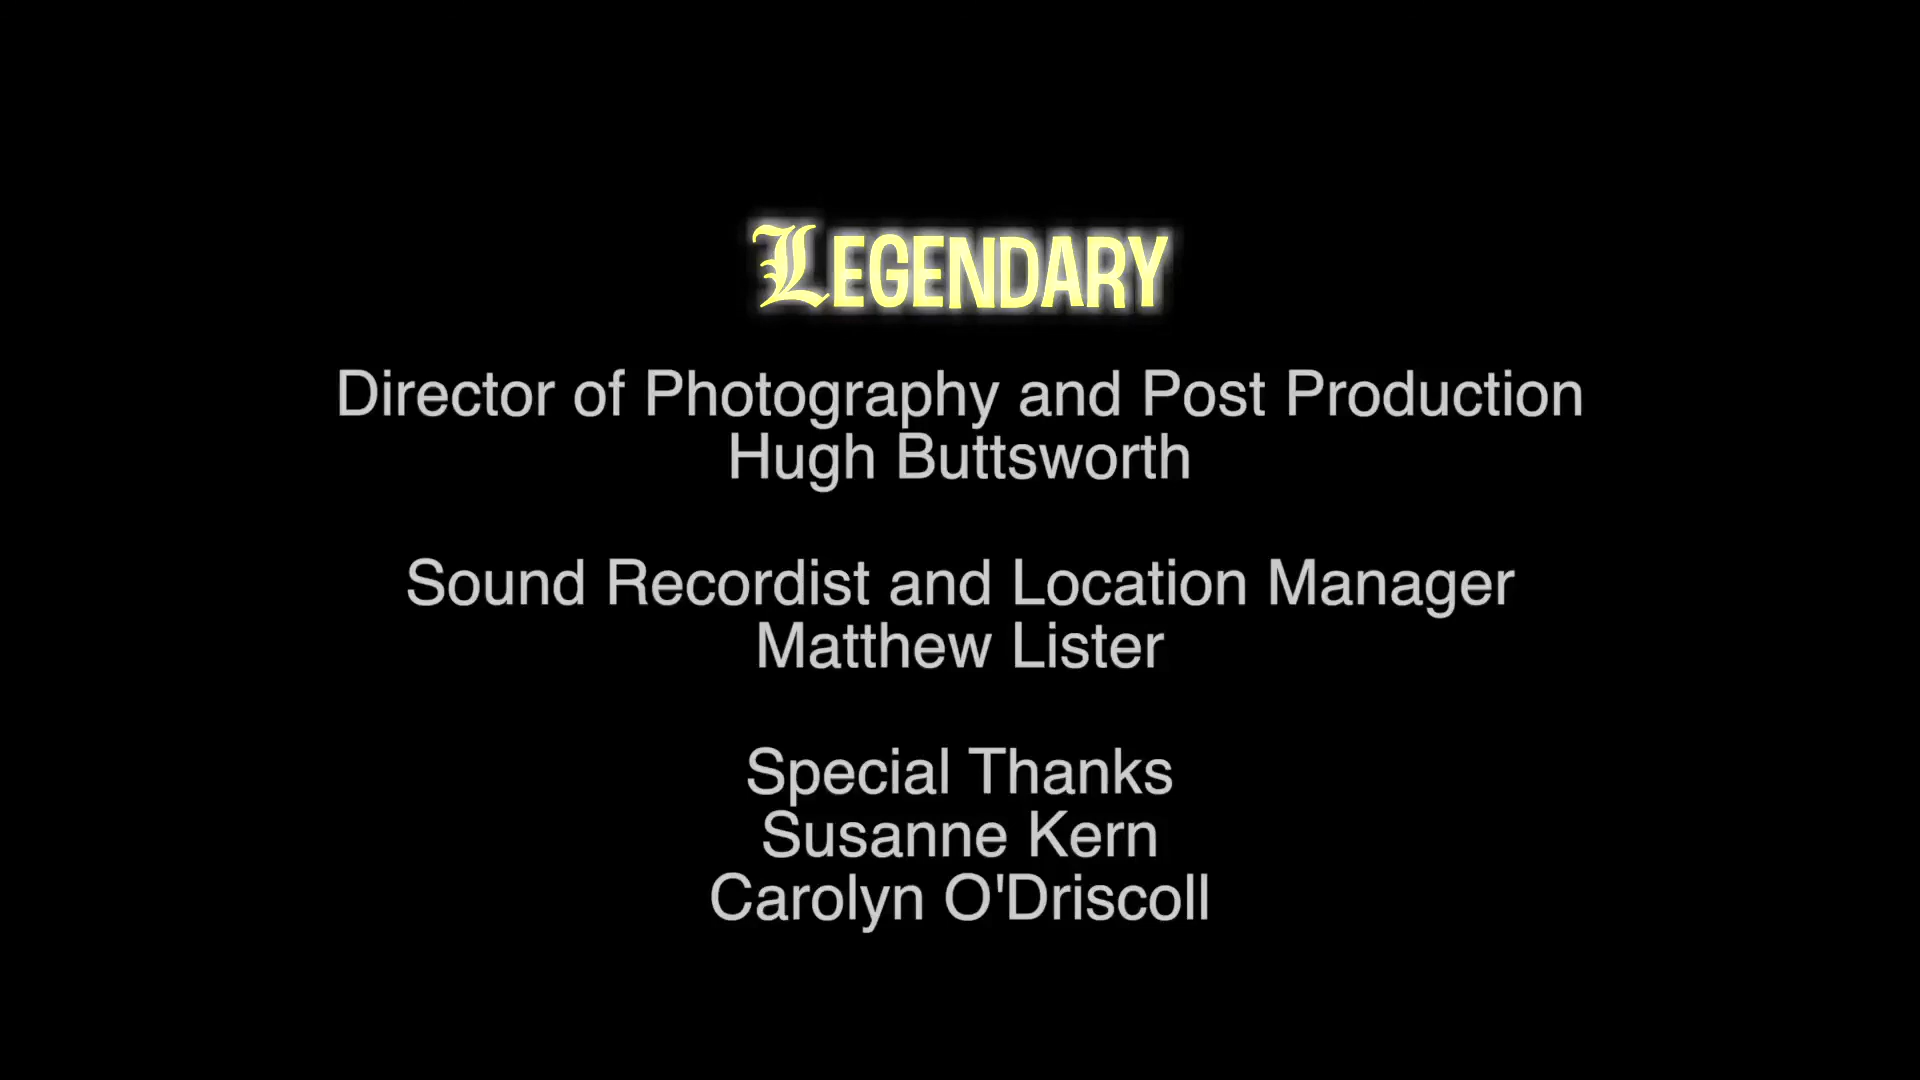 LEGENDARY
Director of Photography and Post Production
Hugh Buttsworth
Sound Recordist and Location Manager
Matthew Lister
Special Thanks
Susanne Kern
Carolyn O'Driscoll